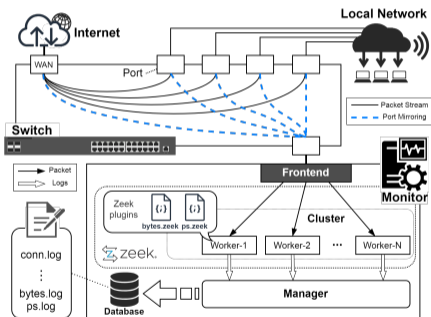 Internet
Local Network
WAN
Port
Packet Stream
Port Mirroring
Switch
Packet
Logs
Frontend
Monitor
Zeek
plugins
{;}
{;}
bytes.zeek
ps.zeek
Cluster
zeek.
Worker-1
Worker-2
...
Worker-N
conn.log
⋮
bytes.log
ps.log
Database
Manager